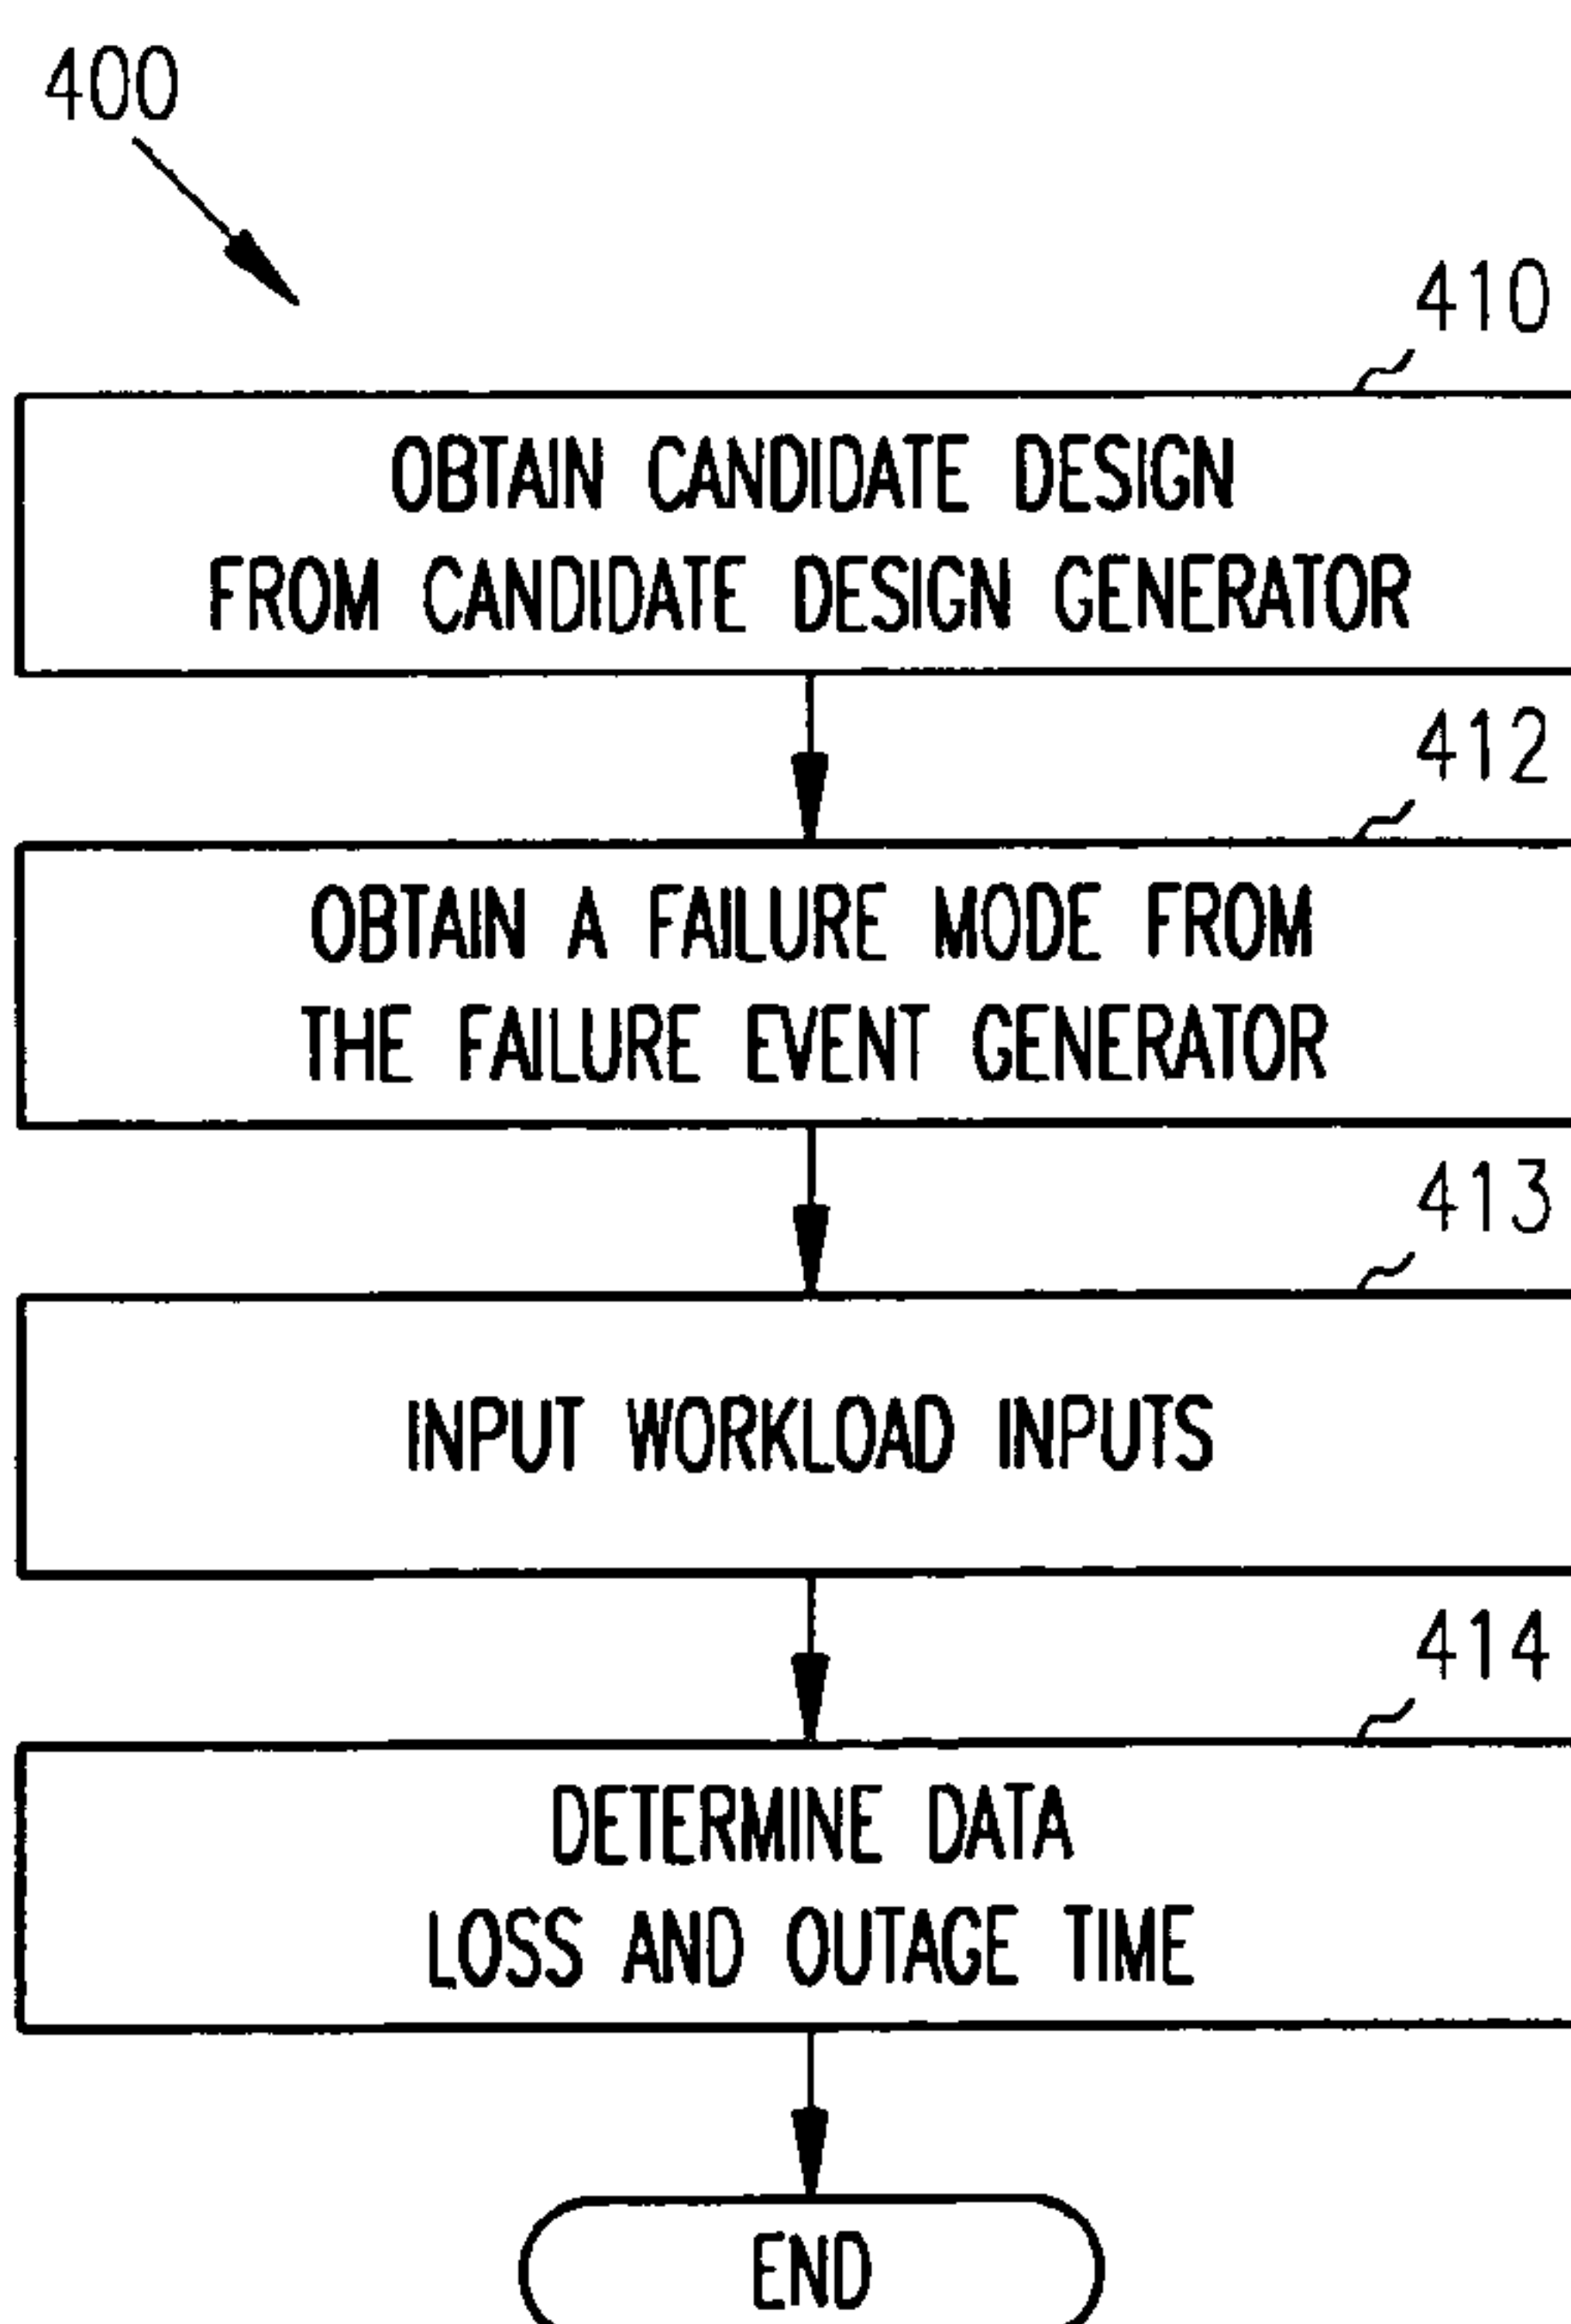 400
410
OBTAIN CANDIDATE DESIGN
FROM CANDIDATE DESIGN GENERATOR
412
OBTAIN A FAILURE MODE FROM
THE FAILURE EVENT GENERATOR
413
INPUT WORKLOAD INPUTS
414
DETERMINE DATA
LOSS AND OUTAGE TIME
END